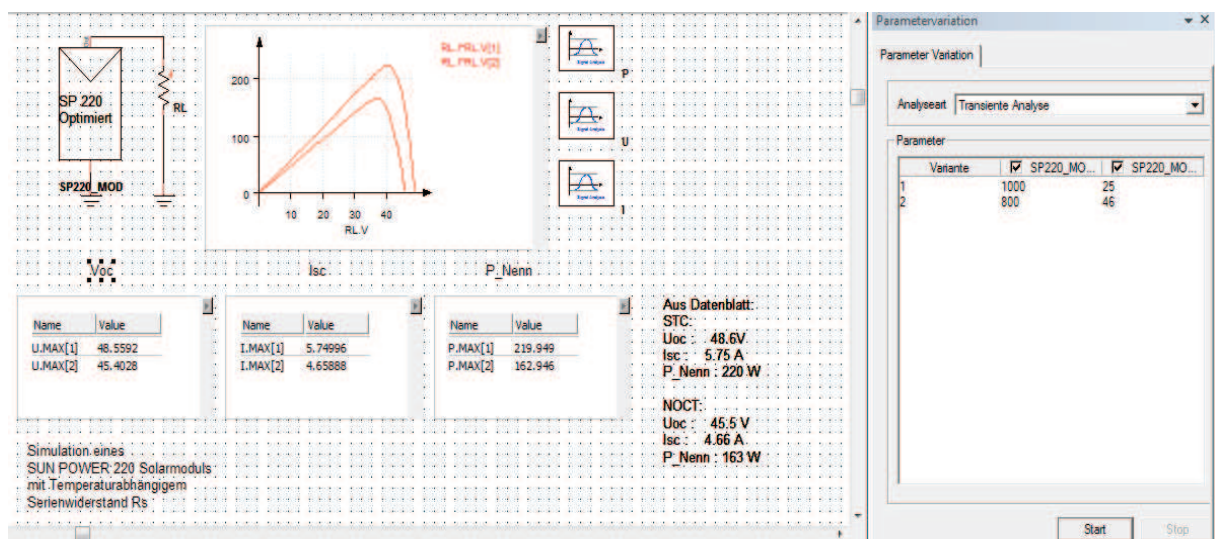 2
SP 220
Optimiert
RL
SP220_MOD
200
100
0
10 20 30 40
RL.V
P
U
I
Voc
Isc
P_Nenn
Name Value
U.MAX[1] 48.5592
U.MAX[2] 45.4028
Name Value
I.MAX[1] 5.74996
I.MAX[2] 4.65888
Name Value
P.MAX[1] 219.949
P.MAX[2] 162.946
Aus Datenblatt:
STC:
Uoc : 48.6V
Isc : 5.75 A
P_Nenn : 220 W
NOCT:
Uoc : 45.5 V
Isc : 4.66 A
P_Nenn : 163 W
Simulation eines
SUN POWER 220 Solarmoduls
mit Temperaturabhängigem
Serienwiderstand Rs
Parametervariation
Parameter Variation
Analyseart Transiente Analyse
Parameter
Variante SP220_MO... SP220_MO...
1 1000 25
2 800 46
Start Stop